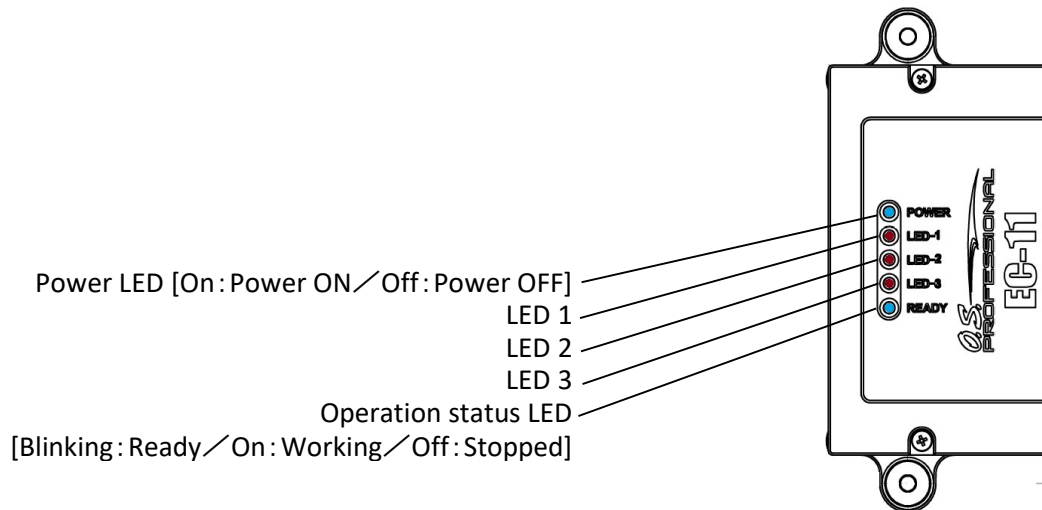 Power LED [On：Power ON／Off：Power OFF]
LED 1
LED 2
LED 3
Operation status LED
[Blinking：Ready／On：Working／Off：Stopped]
POWER
LED-1
LED-2
LED-3
READY
O.S.
PROFESSIONAL
EC-11